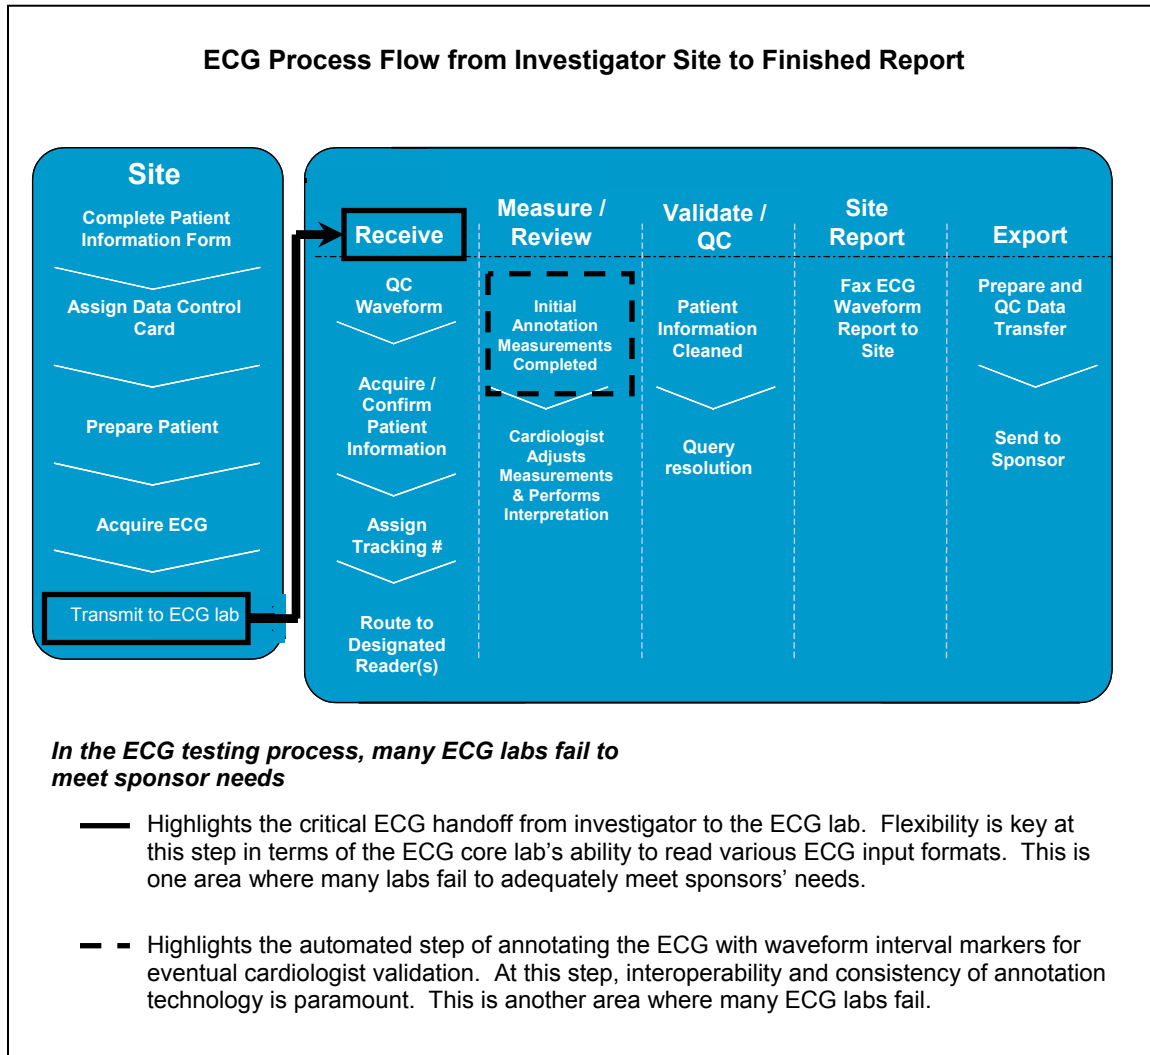 ECG Process Flow from Investigator Site to Finished Report
Site
Complete Patient
Information Form
Assign Data Control
Card
Prepare Patient
Acquire ECG
Transmit to ECG lab
Receive
QC
Waveform
Acquire /
Confirm
Patient
Information
Assign
Tracking #
Route to
Designated
Reader(s)
Measure /
Review
Initial
Annotation
Measurements
Completed
Cardiologist
Adjusts
Measurements
& Performs
Interpretation
Validate /
QC
Patient
Information
Cleaned
Query
resolution
Site
Report
Fax ECG
Waveform
Report to
Site
Export
Prepare and
QC Data
Transfer
Send to
Sponsor
In the ECG testing process, many ECG labs fail to
meet sponsor needs
Highlights the critical ECG handoff from investigator to the ECG lab.  Flexibility is key at
this step in terms of the ECG core lab’s ability to read various ECG input formats.  This is
one area where many labs fail to adequately meet sponsors’ needs.
Highlights the automated step of annotating the ECG with waveform interval markers for
eventual cardiologist validation.  At this step, interoperability and consistency of annotation
technology is paramount.  This is another area where many ECG labs fail.